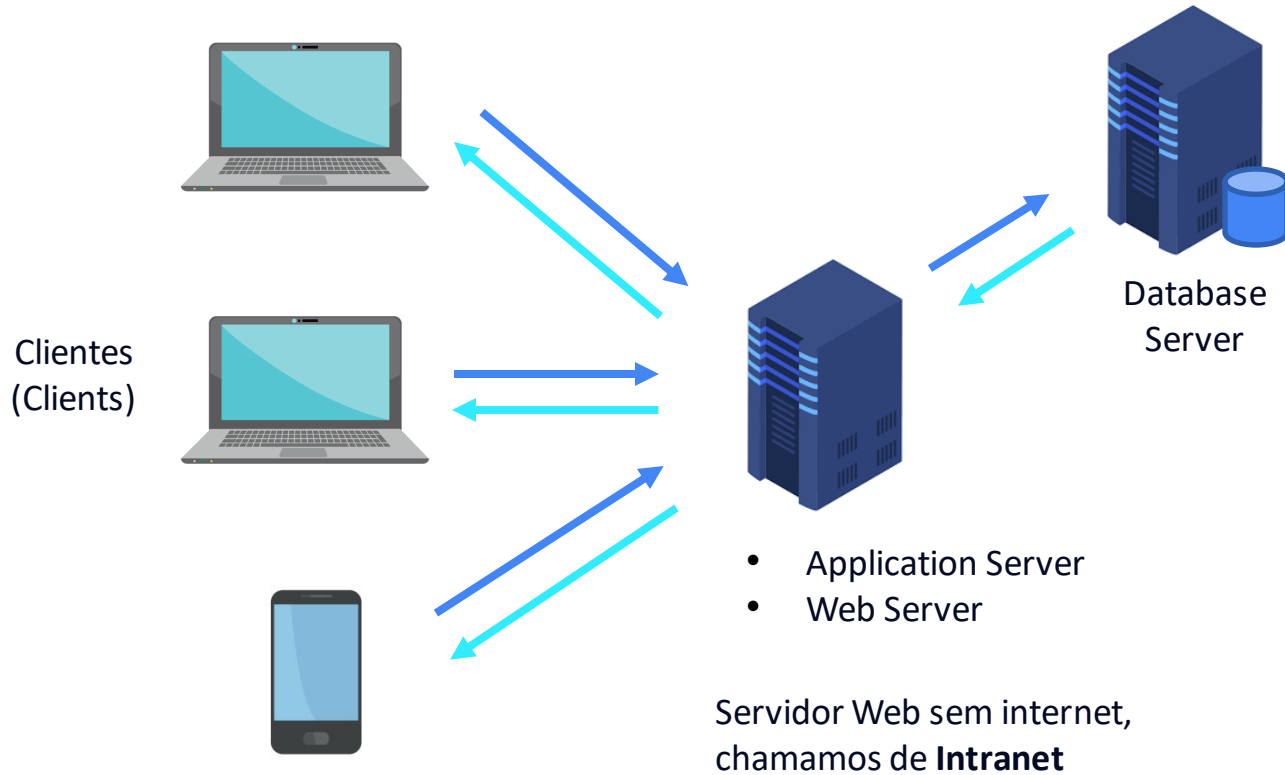 Clientes
(Clients)
Database
Server
• Application Server
• Web Server
Servidor Web sem internet,
chamamos de Intranet